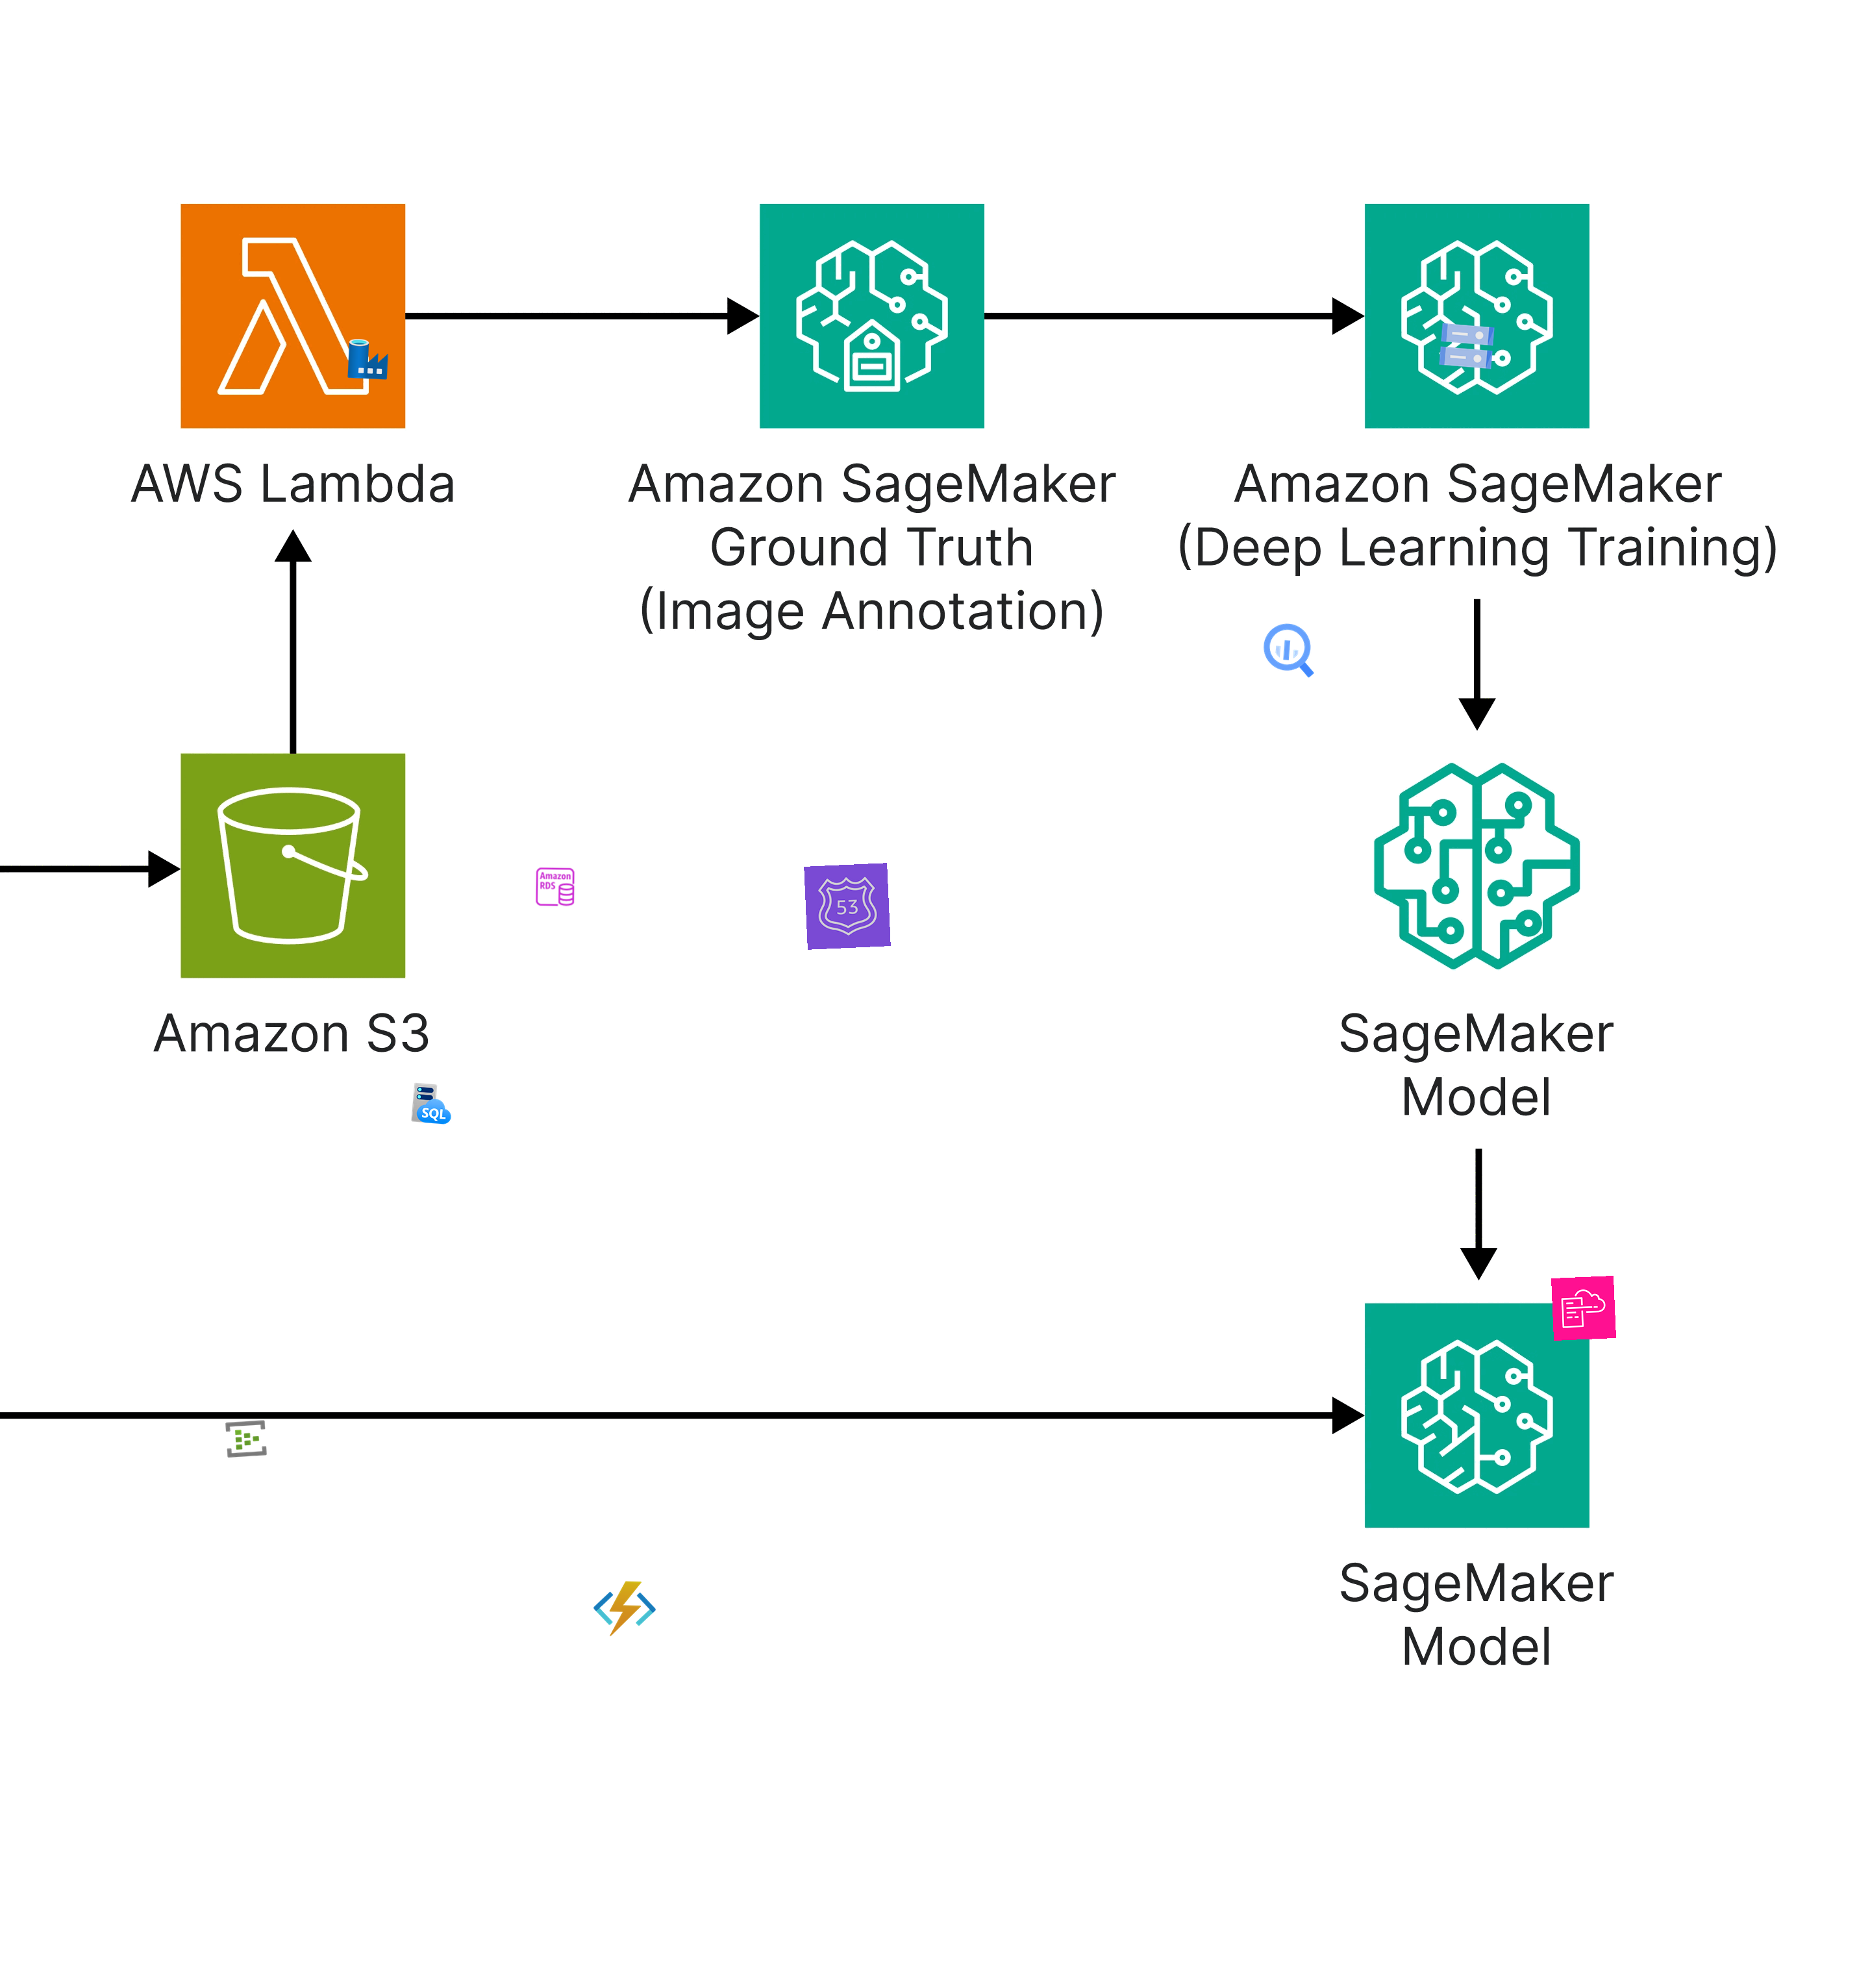 AWS Lambda
Amazon SageMaker
Ground Truth
(Image Annotation)
Amazon SageMaker
(Deep Learning Training)
Amazon S3
Amazon
RDS
53
SageMaker
Model
SQL
SageMaker
Model